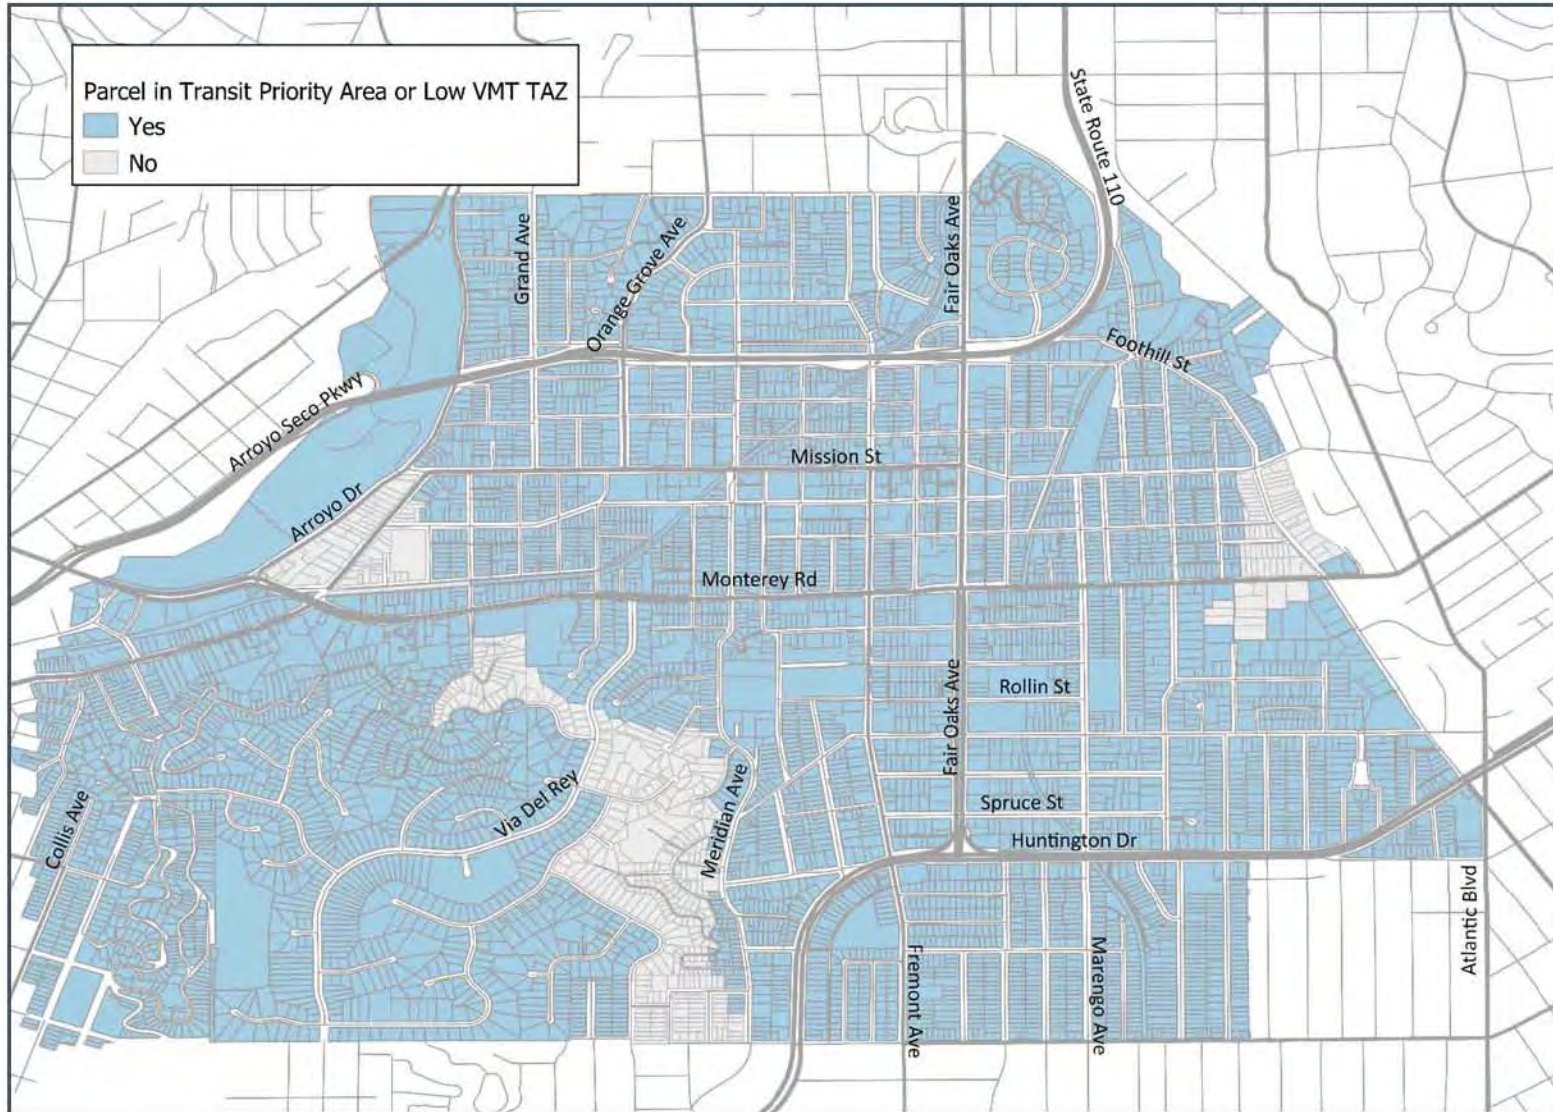 Parcel in Transit Priority Area or Low VMT TAZ
Yes
No
State Route 110
Grand Ave
Orange Grove Ave
Fair Oaks Ave
Foothill St
Arroyo Seco Pkwy
Mission St
Arroyo Dr
Monterey Rd
Fair Oaks Ave
Rollin St
Via Del Rey
Meridian Ave
Spruce St
Collis Ave
Huntington Dr
Atlantic Blvd
Fremont Ave
Marengo Ave